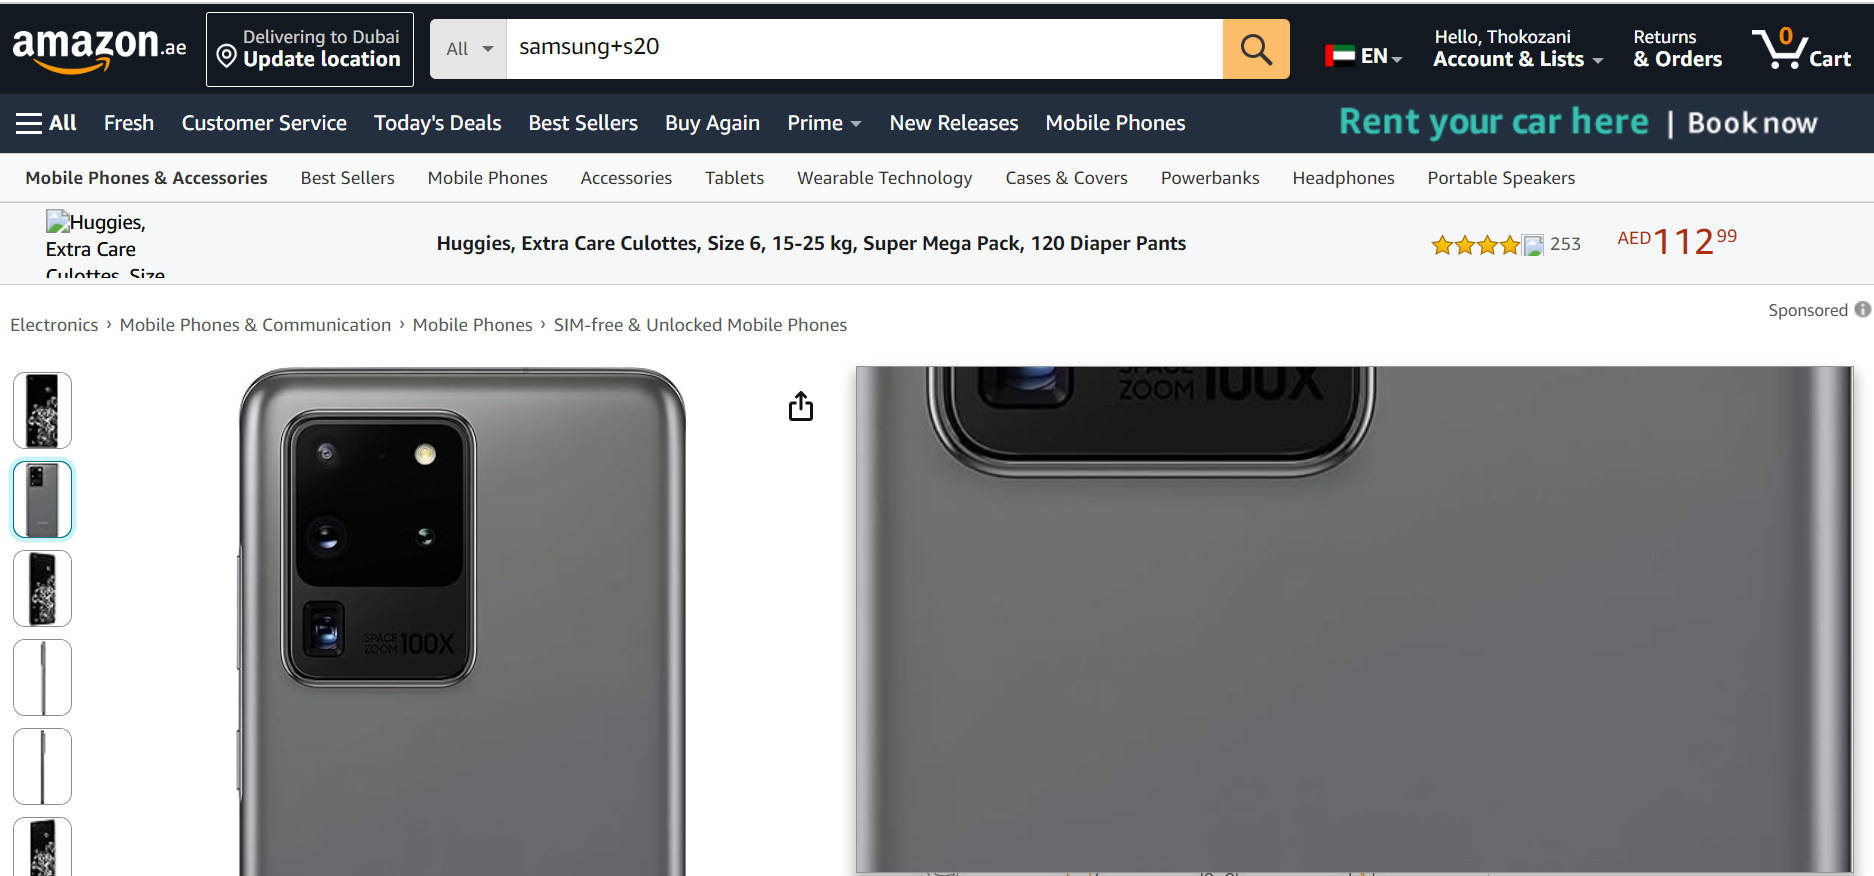 amazon.ae
Delivering to Dubai
Update location
All
samsung+s20
EN
Hello, Thokozani
Account & Lists
Returns
& Orders
0
Cart
All Fresh Customer Service Today's Deals Best Sellers Buy Again Prime New Releases Mobile Phones
Rent your car here | Book now
Mobile Phones & Accessories Best Sellers Mobile Phones Accessories Tablets Wearable Technology Cases & Covers Powerbanks Headphones Portable Speakers
Huggies,
Extra Care
Culottes, Size
Huggies, Extra Care Culottes, Size 6, 15-25 kg, Super Mega Pack, 120 Diaper Pants
253
AED 112 99
Sponsored
Electronics › Mobile Phones & Communication › Mobile Phones › SIM-free & Unlocked Mobile Phones
SPACE
ZOOM 100X
SPACE
ZOOM 100X